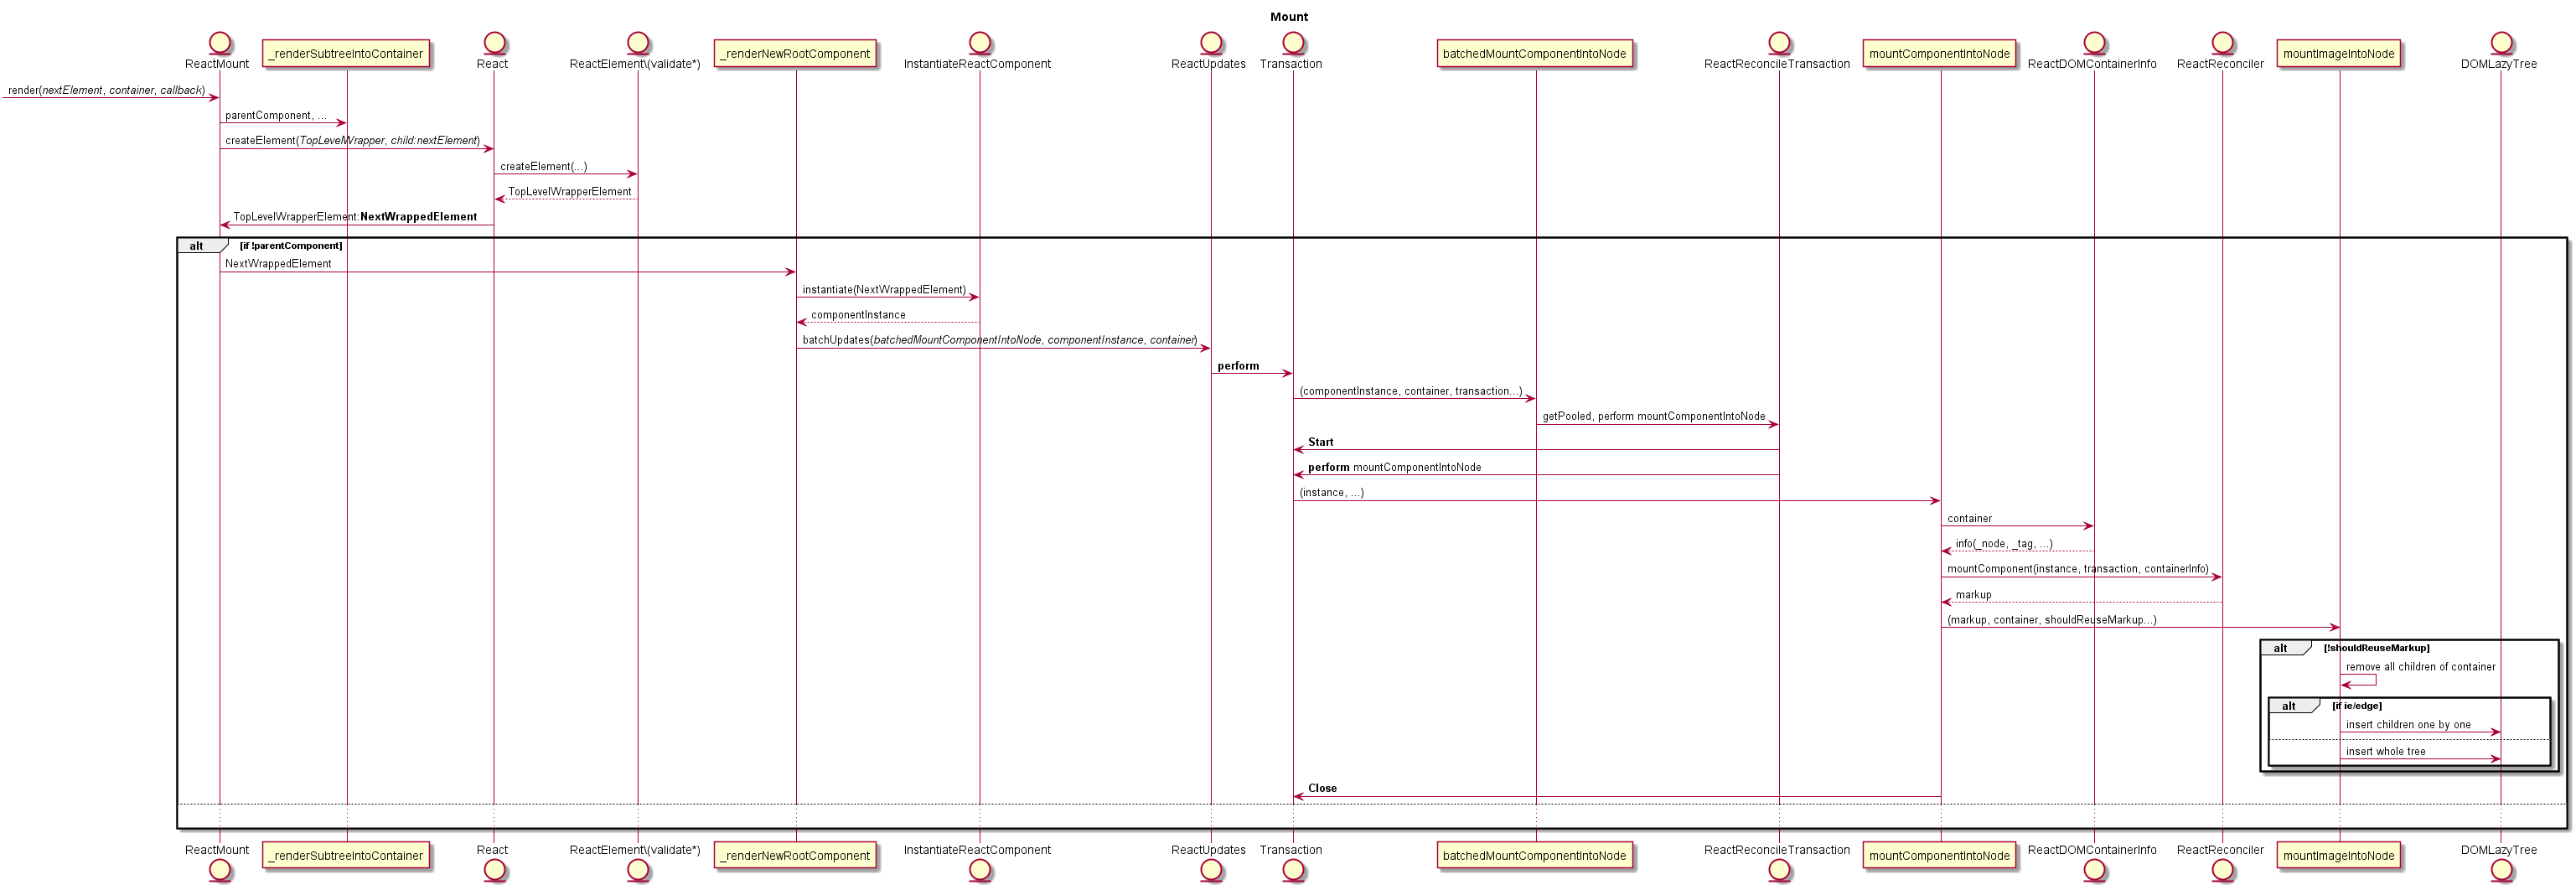 Mount
ReactMount
_renderSubtreeIntoContainer
React
ReactElement\(validate*)
_renderNewRootComponent
InstantiateReactComponent
ReactUpdates
Transaction
batchedMountComponentIntoNode
ReactReconcileTransaction
mountComponentIntoNode
ReactDOMContainerInfo
ReactReconciler
mountImageIntoNode
DOMLazyTree
render(nextElement, container, callback)
parentComponent, ...
createElement(TopLevelWrapper, child:nextElement)
createElement(...)
TopLevelWrapperElement
TopLevelWrapperElement:NextWrappedElement
alt [if !parentComponent]
NextWrappedElement
instantiate(NextWrappedElement)
componentInstance
batchUpdates(batchedMountComponentIntoNode, componentInstance, container)
perform
(componentInstance, container, transaction...)
getPooled, perform mountComponentIntoNode
Start
perform mountComponentIntoNode
(instance, ...)
container
info(_node, _tag, ...)
mountComponent(instance, transaction, containerInfo)
markup
(markup, container, shouldReuseMarkup...)
alt [!shouldReuseMarkup]
remove all children of container
alt [if ie/edge]
insert children one by one
insert whole tree
Close
ReactMount
_renderSubtreeIntoContainer
React
ReactElement\(validate*)
_renderNewRootComponent
InstantiateReactComponent
ReactUpdates
Transaction
batchedMountComponentIntoNode
ReactReconcileTransaction
mountComponentIntoNode
ReactDOMContainerInfo
ReactReconciler
mountImageIntoNode
DOMLazyTree